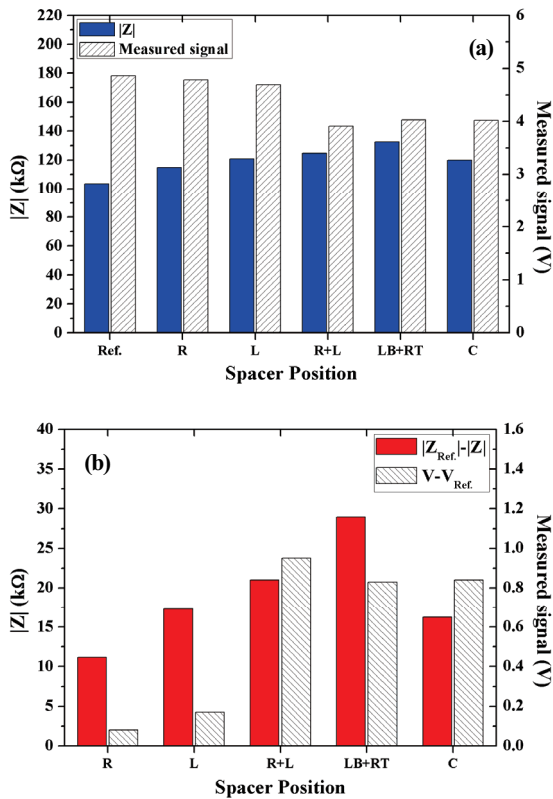 220
200
180
160
140
120
100
80
60
40
20
0
|Z| (kΩ)
|Z|
Measured signal
(a)
6
5
4
3
2
1
0
Measured signal (V)
Ref. R L R+L LB+RT C
Spacer Position
40
35
30
25
20
15
10
5
0
|Z| (kΩ)
(b)
|Z_Ref.|-|Z|
V-V_Ref.
1.6
1.4
1.2
1.0
0.8
0.6
0.4
0.2
0.0
Measured signal (V)
R L R+L LB+RT C
Spacer Position